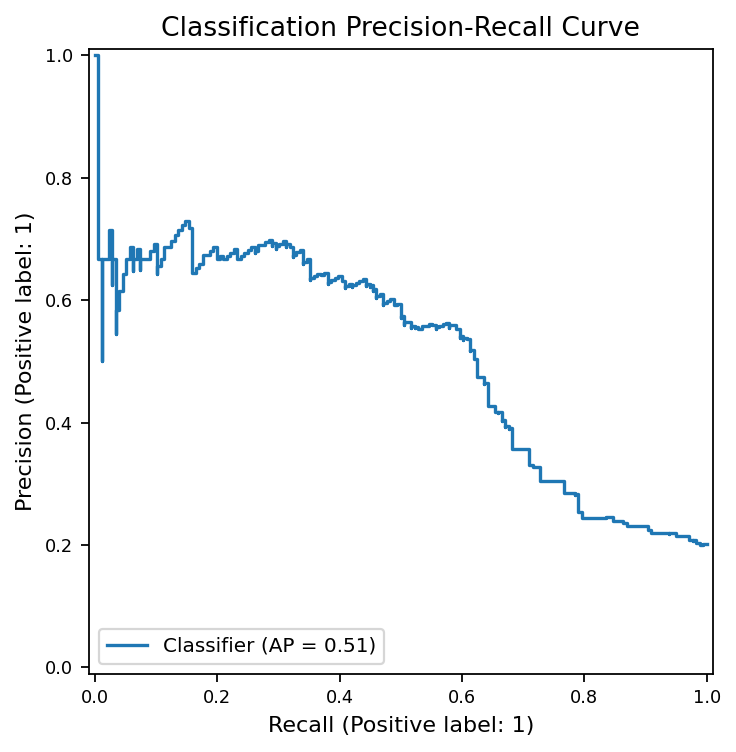 Classification Precision-Recall Curve
Precision (Positive label: 1)
1.0
0.8
0.6
0.4
0.2
0.0
Classifier (AP = 0.51)
0.0 0.2 0.4 0.6 0.8 1.0
Recall (Positive label: 1)